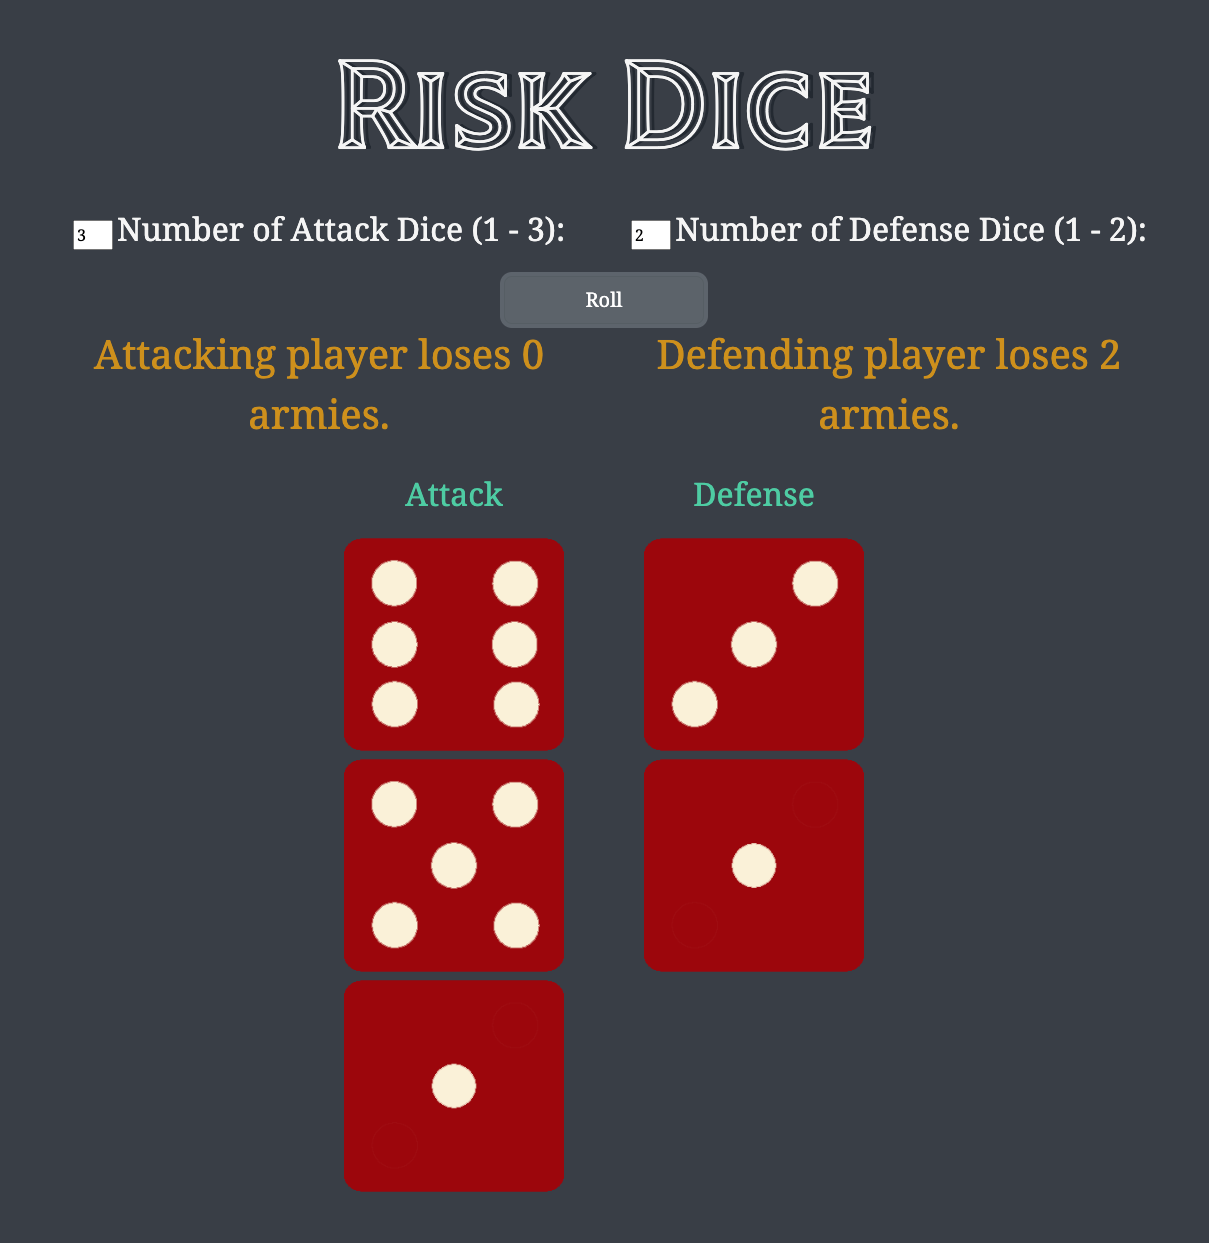 Risk Dice
3 Number of Attack Dice (1 - 3):
2 Number of Defense Dice (1 - 2):
Roll
Attacking player loses 0
armies.
Defending player loses 2
armies.
Attack
Defense